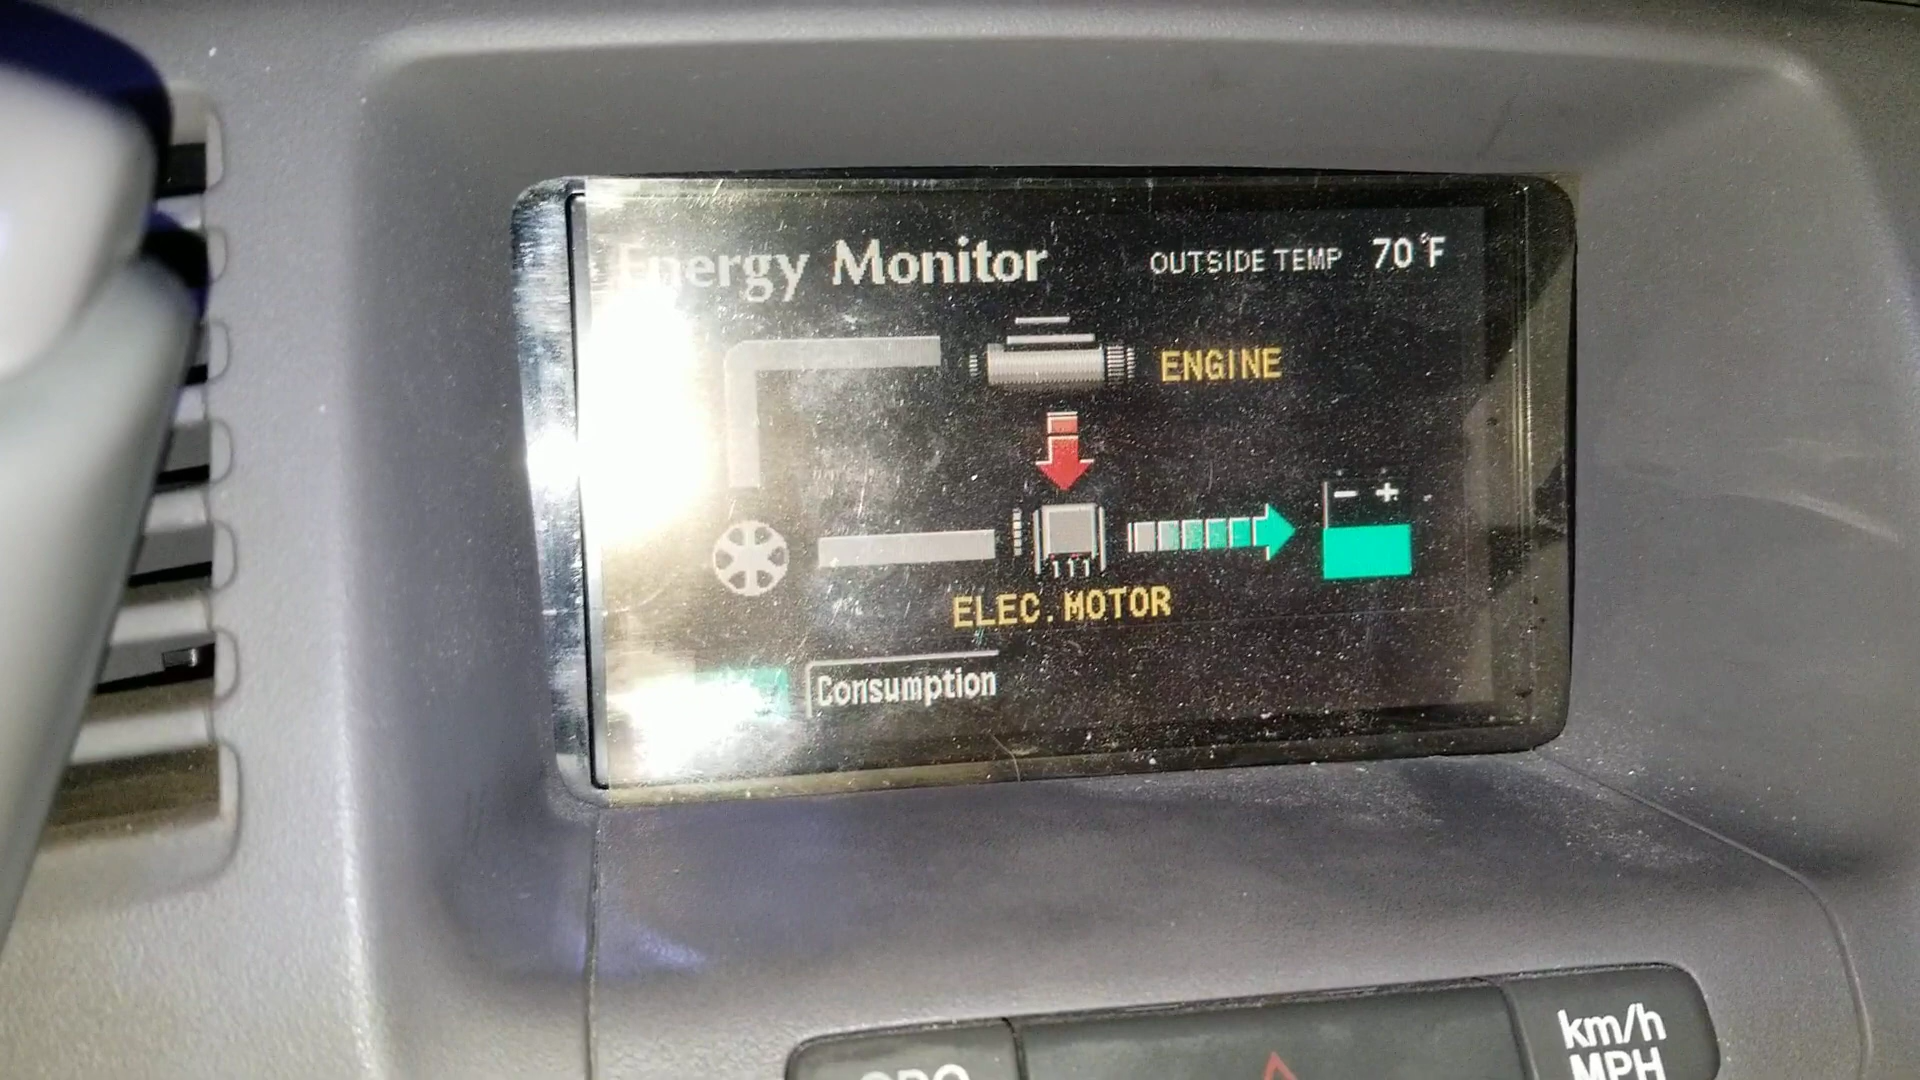 Energy Monitor OUTSIDE TEMP 70°F
ENGINE
- +
ELEC.MOTOR
Consumption
km/h
MPH